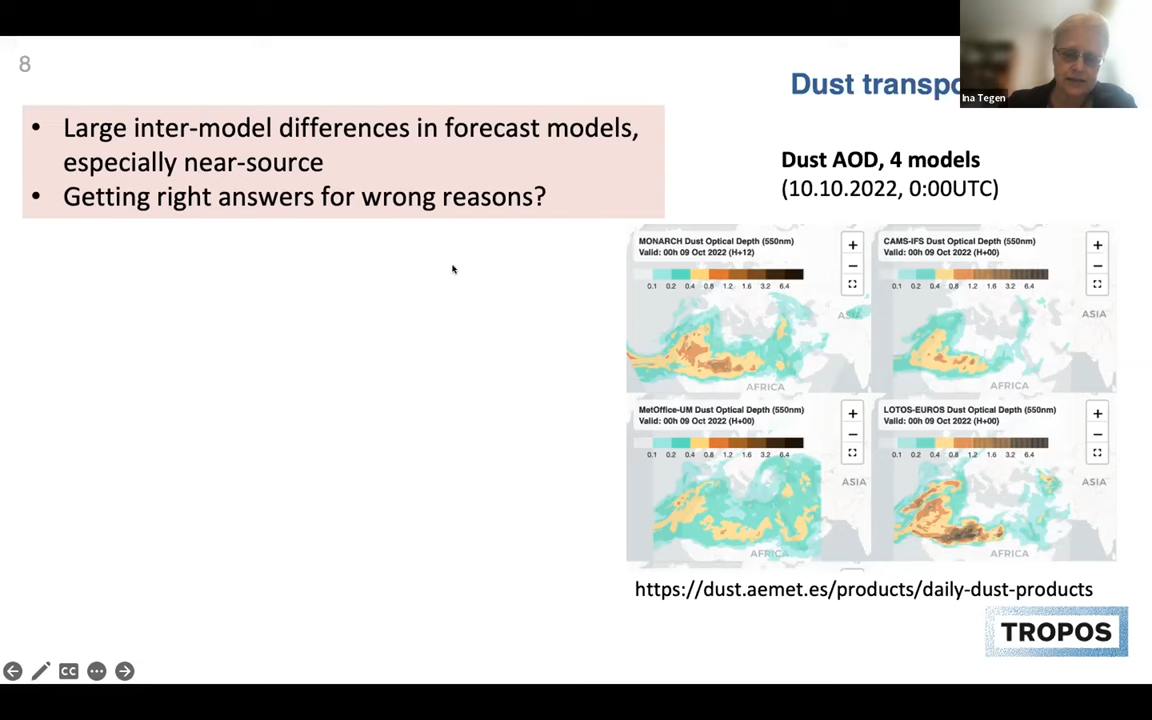 8
Dust transpo
Ina Tegen
• Large inter-model differences in forecast models,
especially near-source
• Getting right answers for wrong reasons?
Dust AOD, 4 models
(10.10.2022, 0:00UTC)
MONARCH Dust Optical Depth (550nm)
Valid: 00h 09 Oct 2022 (H+12)
0.1 0.2 0.4 0.8 1.2 1.6 3.2 6.4
+
−
ASIA
AFRICA
CAMS-IFS Dust Optical Depth (550nm)
Valid: 00h 09 Oct 2022 (H+00)
0.1 0.2 0.4 0.8 1.2 1.6 3.2 6.4
+
−
ASIA
AFRICA
MetOffice-UM Dust Optical Depth (550nm)
Valid: 00h 09 Oct 2022 (H+00)
0.1 0.2 0.4 0.8 1.2 1.6 3.2 6.4
+
−
ASIA
AFRICA
LOTOS-EUROS Dust Optical Depth (550nm)
Valid: 00h 09 Oct 2022 (H+00)
0.1 0.2 0.4 0.8 1.2 1.6 3.2 6.4
+
−
ASIA
AFRICA
https://dust.aemet.es/products/daily-dust-products
TROPOS
CC